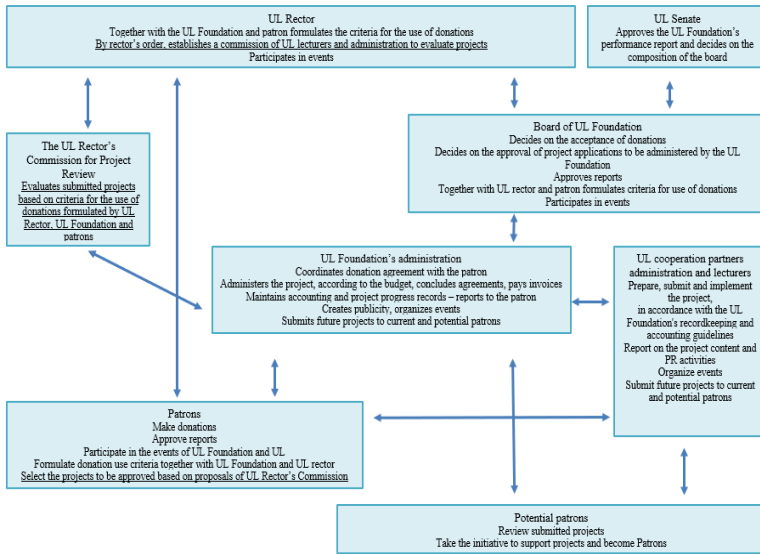 UL Rector
Together with the UL Foundation and patron formulates the criteria for the use of donations
By rector's order, establishes a commission of UL lecturers and administration to evaluate projects
Participates in events
UL Senate
Approves the UL Foundation's
performance report and decides on the
composition of the board
The UL Rector's
Commission for Project
Review
Evaluates submitted projects
based on criteria for the use of
donations formulated by UL
Rector, UL Foundation and
patrons
Board of UL Foundation
Decides on the acceptance of donations
Decides on the approval of project applications to be administered by the UL
Foundation
Approves reports
Together with UL rector and patron formulates criteria for use of donations
Participates in events
UL Foundation's administration
Coordinates donation agreement with the patron
Administers the project, according to the budget, concludes agreements, pays invoices
Maintains accounting and project progress records – reports to the patron
Creates publicity, organizes events
Submits future projects to current and potential patrons
UL cooperation partners
administration and lecturers
Prepare, submit and implement
the project,
in accordance with the UL
Foundation's recordkeeping and
accounting guidelines
Report on the project content and
PR activities
Organize events
Submit future projects to current
and potential patrons
Patrons
Make donations
Approve reports
Participate in the events of UL Foundation and UL
Formulate donation use criteria together with UL Foundation and UL rector
Select the projects to be approved based on proposals of UL Rector's Commission
Potential patrons
Review submitted projects
Take the initiative to support projects and become Patrons